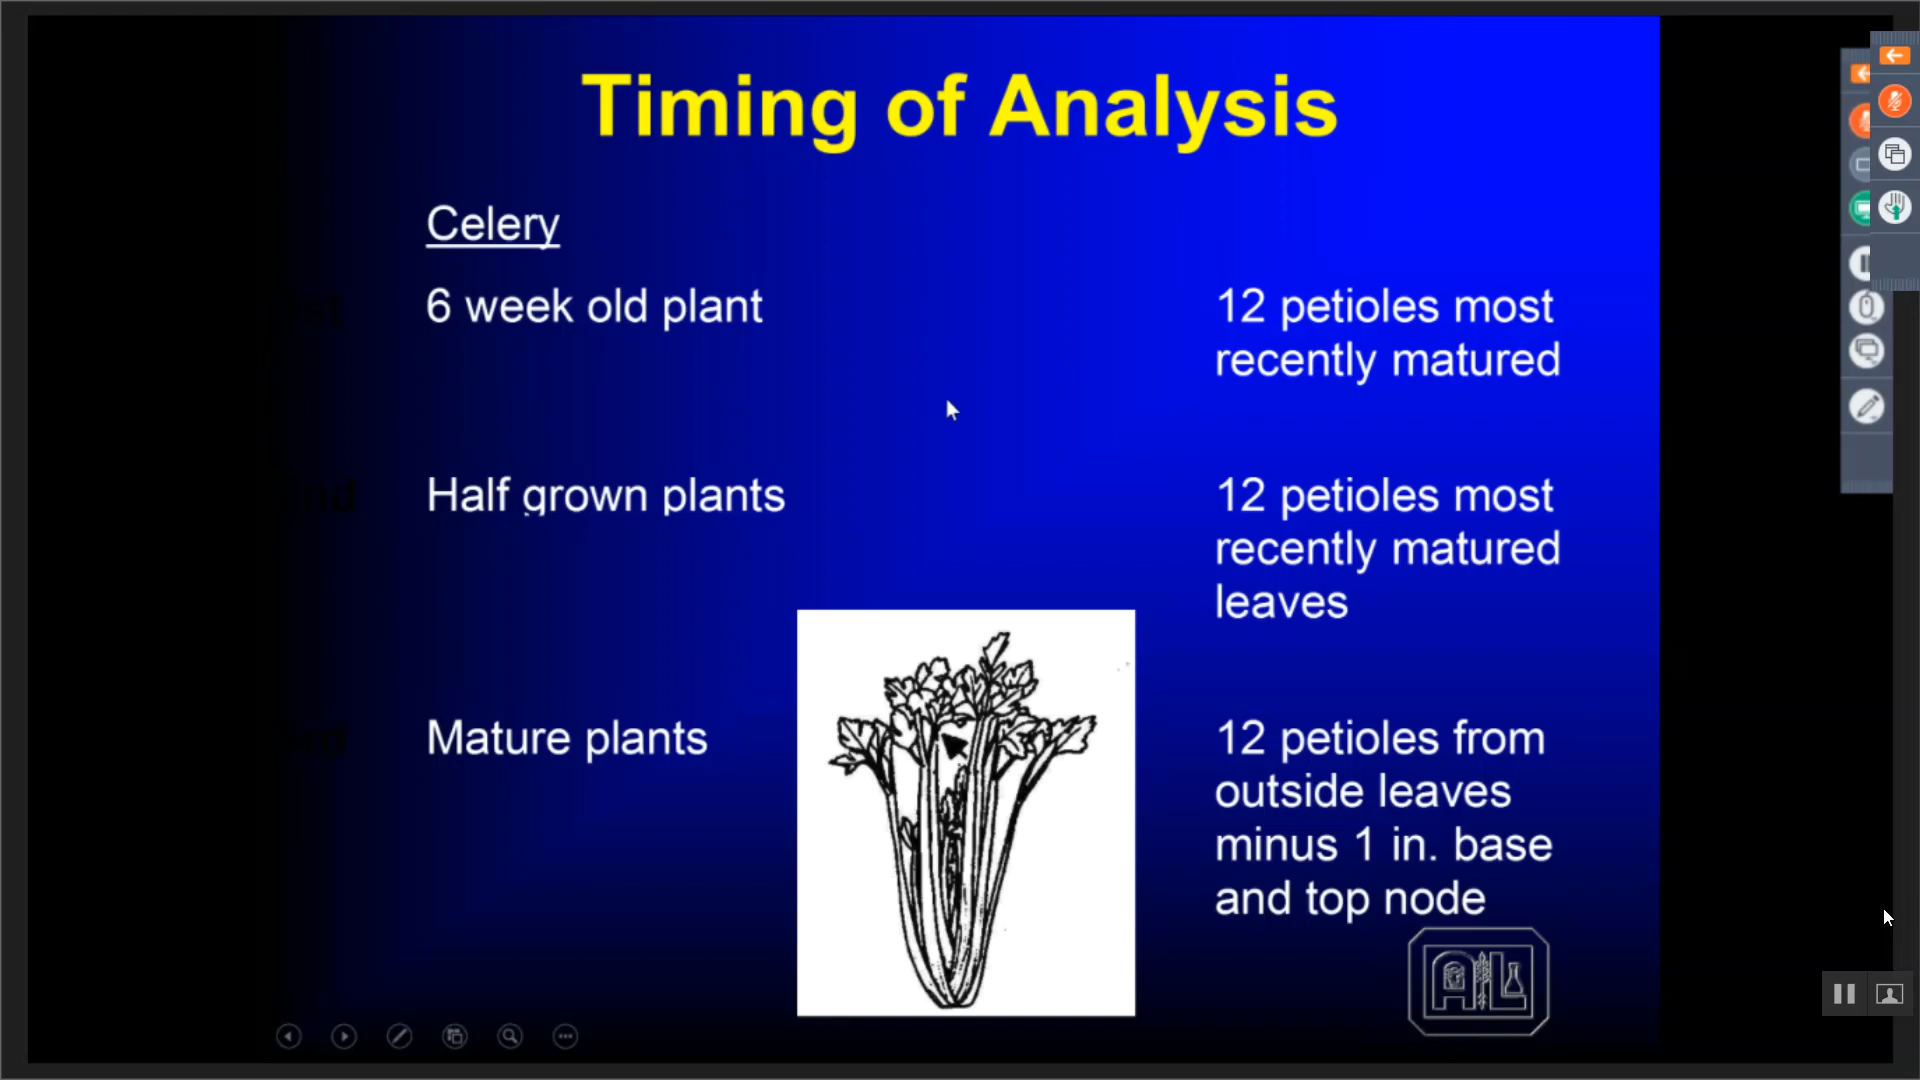 Timing of Analysis
Celery
6 week old plant
12 petioles most
recently matured
Half grown plants
12 petioles most
recently matured
leaves
Mature plants
12 petioles from
outside leaves
minus 1 in. base
and top node
AL